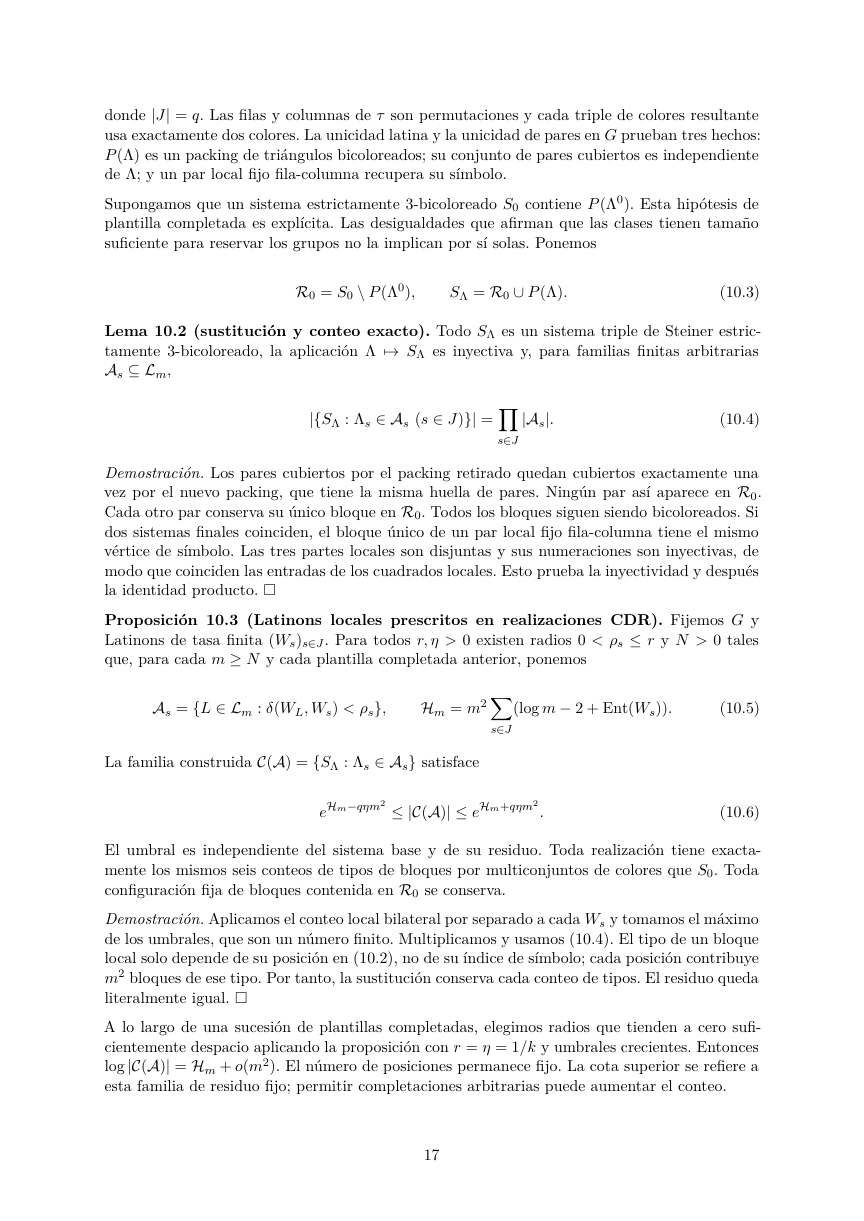 donde |J| = q. Las filas y columnas de τ son permutaciones y cada triple de colores resultante
usa exactamente dos colores. La unicidad latina y la unicidad de pares en G prueban tres hechos:
P(Λ) es un packing de triángulos bicoloreados; su conjunto de pares cubiertos es independiente
de Λ; y un par local fijo fila-columna recupera su símbolo.
Supongamos que un sistema estrictamente 3-bicoloreado S₀ contiene P(Λ⁰). Esta hipótesis de
plantilla completada es explícita. Las desigualdades que afirman que las clases tienen tamaño
suficiente para reservar los grupos no la implican por sí solas. Ponemos
ℛ₀ = S₀ \ P(Λ⁰), S_Λ = ℛ₀ ∪ P(Λ). (10.3)
Lema 10.2 (sustitución y conteo exacto). Todo S_Λ es un sistema triple de Steiner estric-
tamente 3-bicoloreado, la aplicación Λ ↦ S_Λ es inyectiva y, para familias finitas arbitrarias
𝒜_s ⊆ ℒ_m,
|{S_Λ : Λ_s ∈ 𝒜_s (s ∈ J)}| = ∏_{s∈J} |𝒜_s|. (10.4)
Demostración. Los pares cubiertos por el packing retirado quedan cubiertos exactamente una
vez por el nuevo packing, que tiene la misma huella de pares. Ningún par así aparece en ℛ₀.
Cada otro par conserva su único bloque en ℛ₀. Todos los bloques siguen siendo bicoloreados. Si
dos sistemas finales coinciden, el bloque único de un par local fijo fila-columna tiene el mismo
vértice de símbolo. Las tres partes locales son disjuntas y sus numeraciones son inyectivas, de
modo que coinciden las entradas de los cuadrados locales. Esto prueba la inyectividad y después
la identidad producto. □
Proposición 10.3 (Latinons locales prescritos en realizaciones CDR). Fijemos G y
Latinons de tasa finita (W_s)_{s∈J}. Para todos r, η > 0 existen radios 0 < ρ_s ≤ r y N > 0 tales
que, para cada m ≥ N y cada plantilla completada anterior, ponemos
𝒜_s = {L ∈ ℒ_m : δ(W_L, W_s) < ρ_s}, ℋ_m = m² ∑_{s∈J} (log m − 2 + Ent(W_s)). (10.5)
La familia construida 𝒞(𝒜) = {S_Λ : Λ_s ∈ 𝒜_s} satisface
e^{ℋ_m−qηm²} ≤ |𝒞(𝒜)| ≤ e^{ℋ_m+qηm²}. (10.6)
El umbral es independiente del sistema base y de su residuo. Toda realización tiene exacta-
mente los mismos seis conteos de tipos de bloques por multiconjuntos de colores que S₀. Toda
configuración fija de bloques contenida en ℛ₀ se conserva.
Demostración. Aplicamos el conteo local bilateral por separado a cada W_s y tomamos el máximo
de los umbrales, que son un número finito. Multiplicamos y usamos (10.4). El tipo de un bloque
local solo depende de su posición en (10.2), no de su índice de símbolo; cada posición contribuye
m² bloques de ese tipo. Por tanto, la sustitución conserva cada conteo de tipos. El residuo queda
literalmente igual. □
A lo largo de una sucesión de plantillas completadas, elegimos radios que tienden a cero sufi-
cientemente despacio aplicando la proposición con r = η = 1/k y umbrales crecientes. Entonces
log |𝒞(𝒜)| = ℋ_m + o(m²). El número de posiciones permanece fijo. La cota superior se refiere a
esta familia de residuo fijo; permitir completaciones arbitrarias puede aumentar el conteo.
17